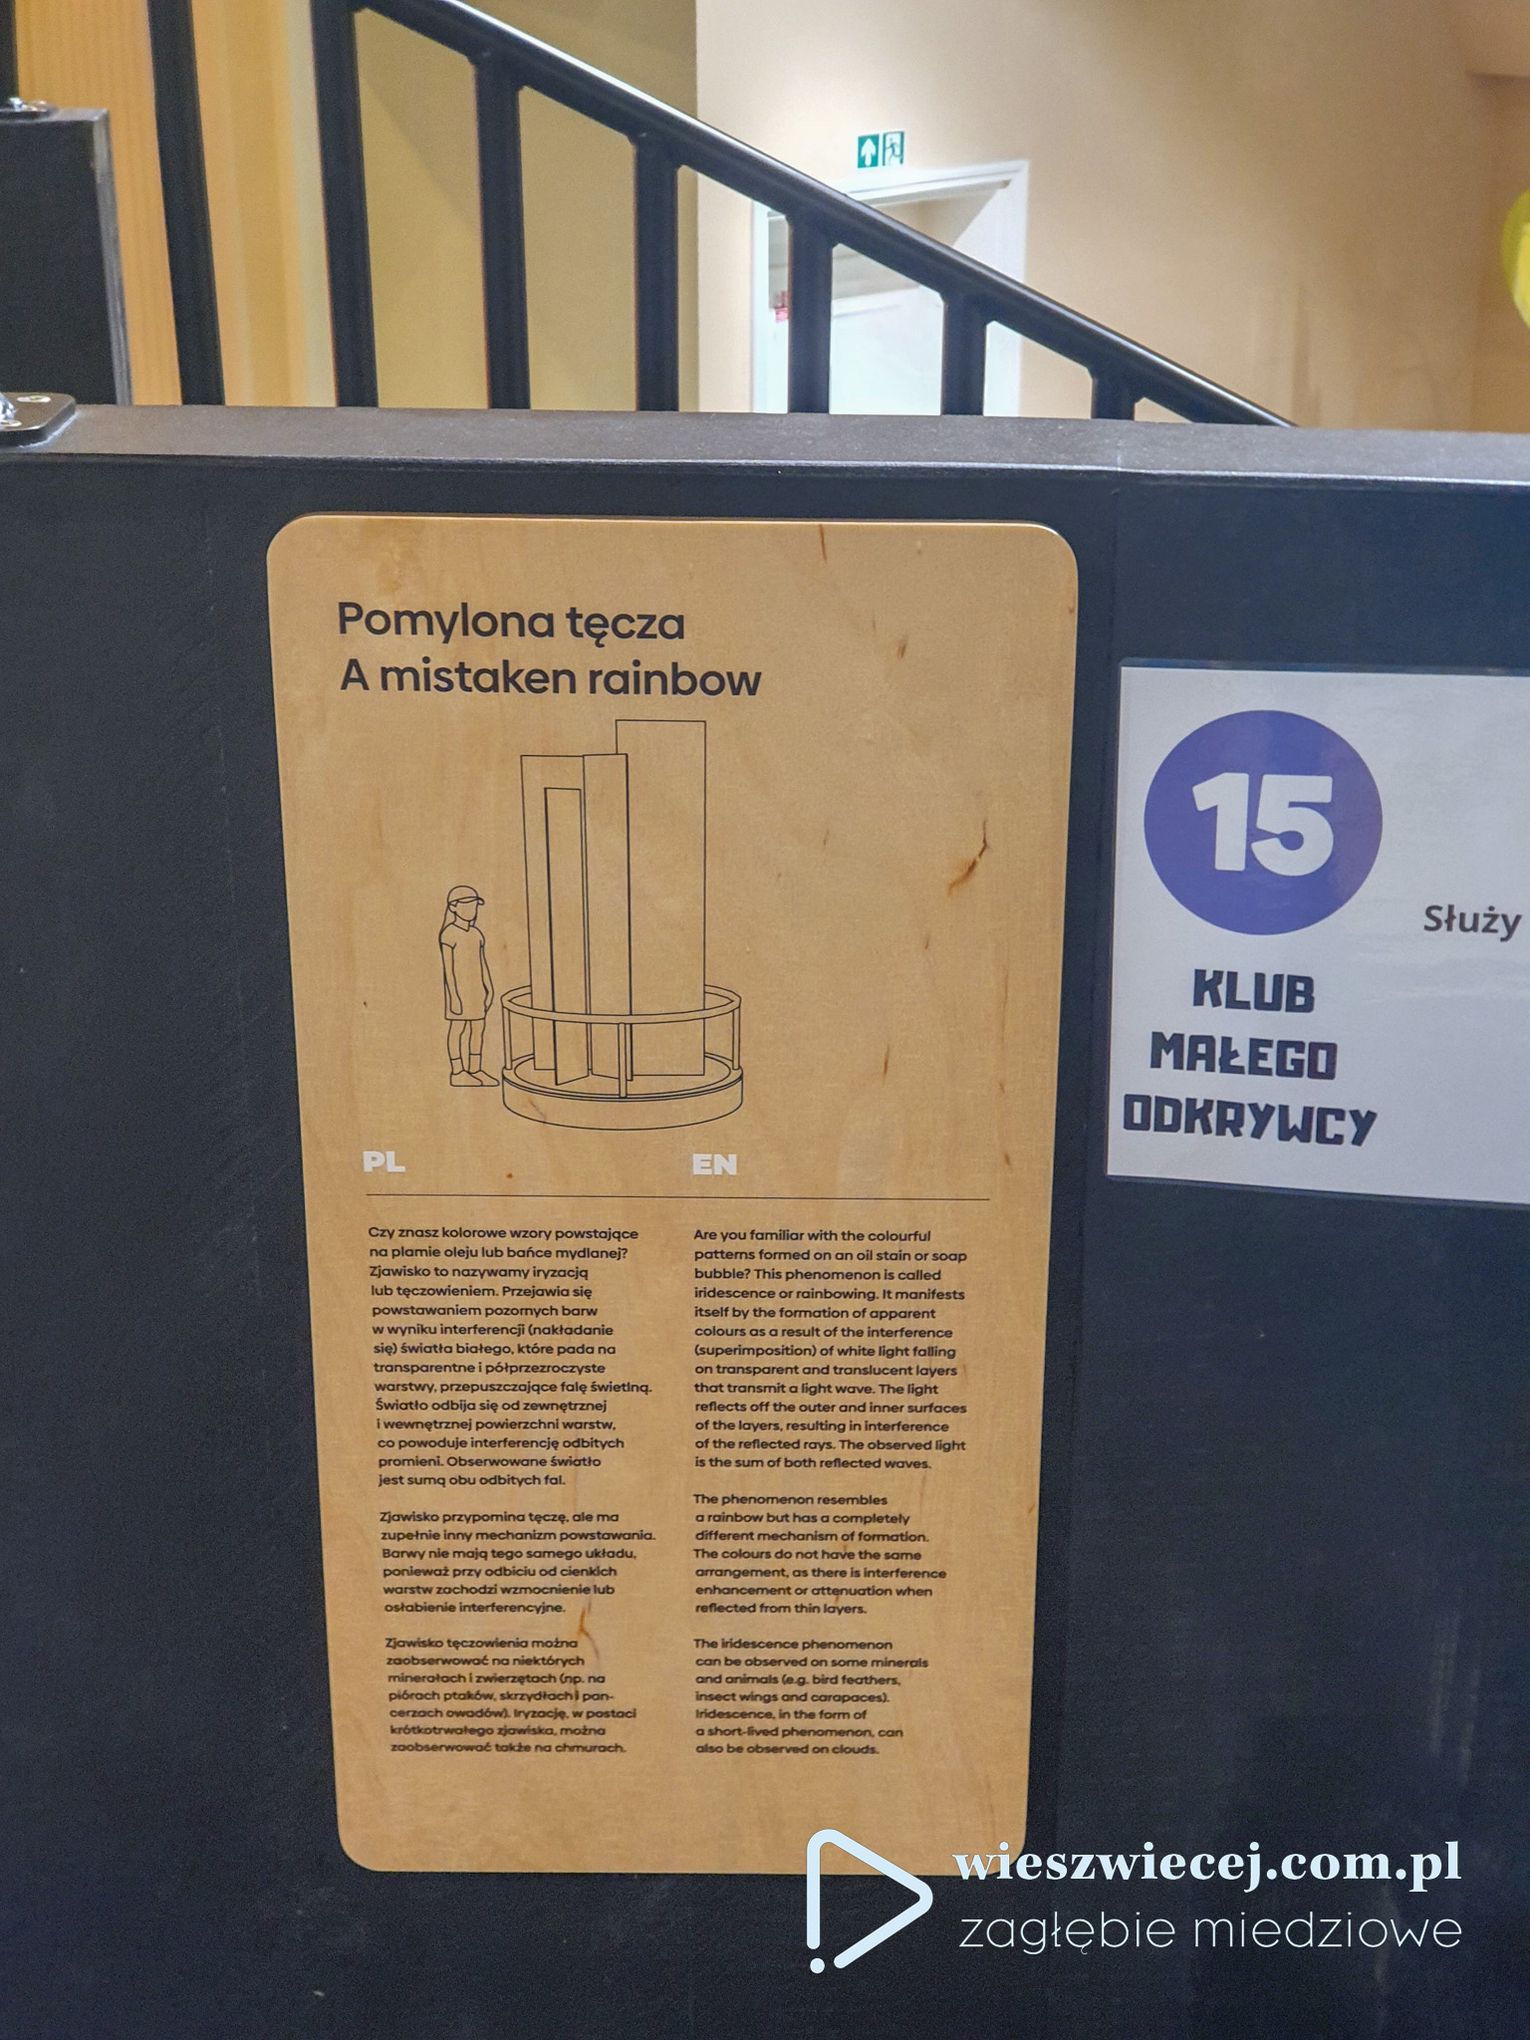 Pomylona tęcza
A mistaken rainbow
PL
Czy znasz kolorowe wzory powstające
na plamie oleju lub bańce mydlanej?
Zjawisko to nazywamy iryzacją
lub tęczowieniem. Przejawia się
powstawaniem pozornych barw
w wyniku interferencji (nakładanie
się) światła białego, które pada na
transparentne i półprzezroczyste
warstwy, przepuszczające falę świetlną.
Światło odbija się od zewnętrznej
i wewnętrznej powierzchni warstw,
co powoduje interferencję odbitych
promieni. Obserwowane światło
jest sumą obu odbitych fal.
Zjawisko przypomina tęczę, ale ma
zupełnie inny mechanizm powstawania.
Barwy nie mają tego samego układu,
ponieważ przy odbiciu od cienkich
warstw zachodzi wzmocnienie lub
osłabienie interferencyjne.
Zjawisko tęczowienia można
zaobserwować na niektórych
minerałach i zwierzętach (np. na
piórach ptaków, skrzydłach i pan-
cerzach owadów). Iryzację, w postaci
krótkotrwałego zjawiska, można
zaobserwować także na chmurach.
EN
Are you familiar with the colourful
patterns formed on an oil stain or soap
bubble? This phenomenon is called
iridescence or rainbowing. It manifests
itself by the formation of apparent
colours as a result of the interference
(superimposition) of white light falling
on transparent and translucent layers
that transmit a light wave. The light
reflects off the outer and inner surfaces
of the layers, resulting in interference
of the reflected rays. The observed light
is the sum of both reflected waves.
The phenomenon resembles
a rainbow but has a completely
different mechanism of formation.
The colours do not have the same
arrangement, as there is interference
enhancement or attenuation when
reflected from thin layers.
The iridescence phenomenon
can be observed on some minerals
and animals (e.g. bird feathers,
insect wings and carapaces).
Iridescence, in the form of
a short-lived phenomenon, can
also be observed on clouds.
15
KLUB
MAŁEGO
ODKRYWCY
Służy
wieszwiecej.com.pl
zagłębie miedziowe